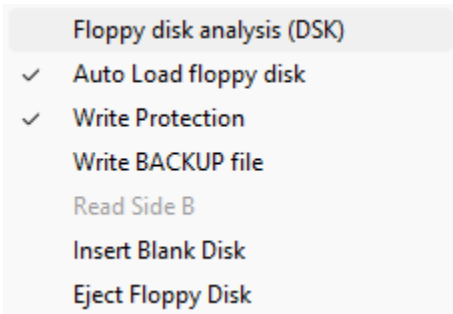 Floppy disk analysis (DSK)
Auto Load floppy disk
Write Protection
Write BACKUP file
Read Side B
Insert Blank Disk
Eject Floppy Disk